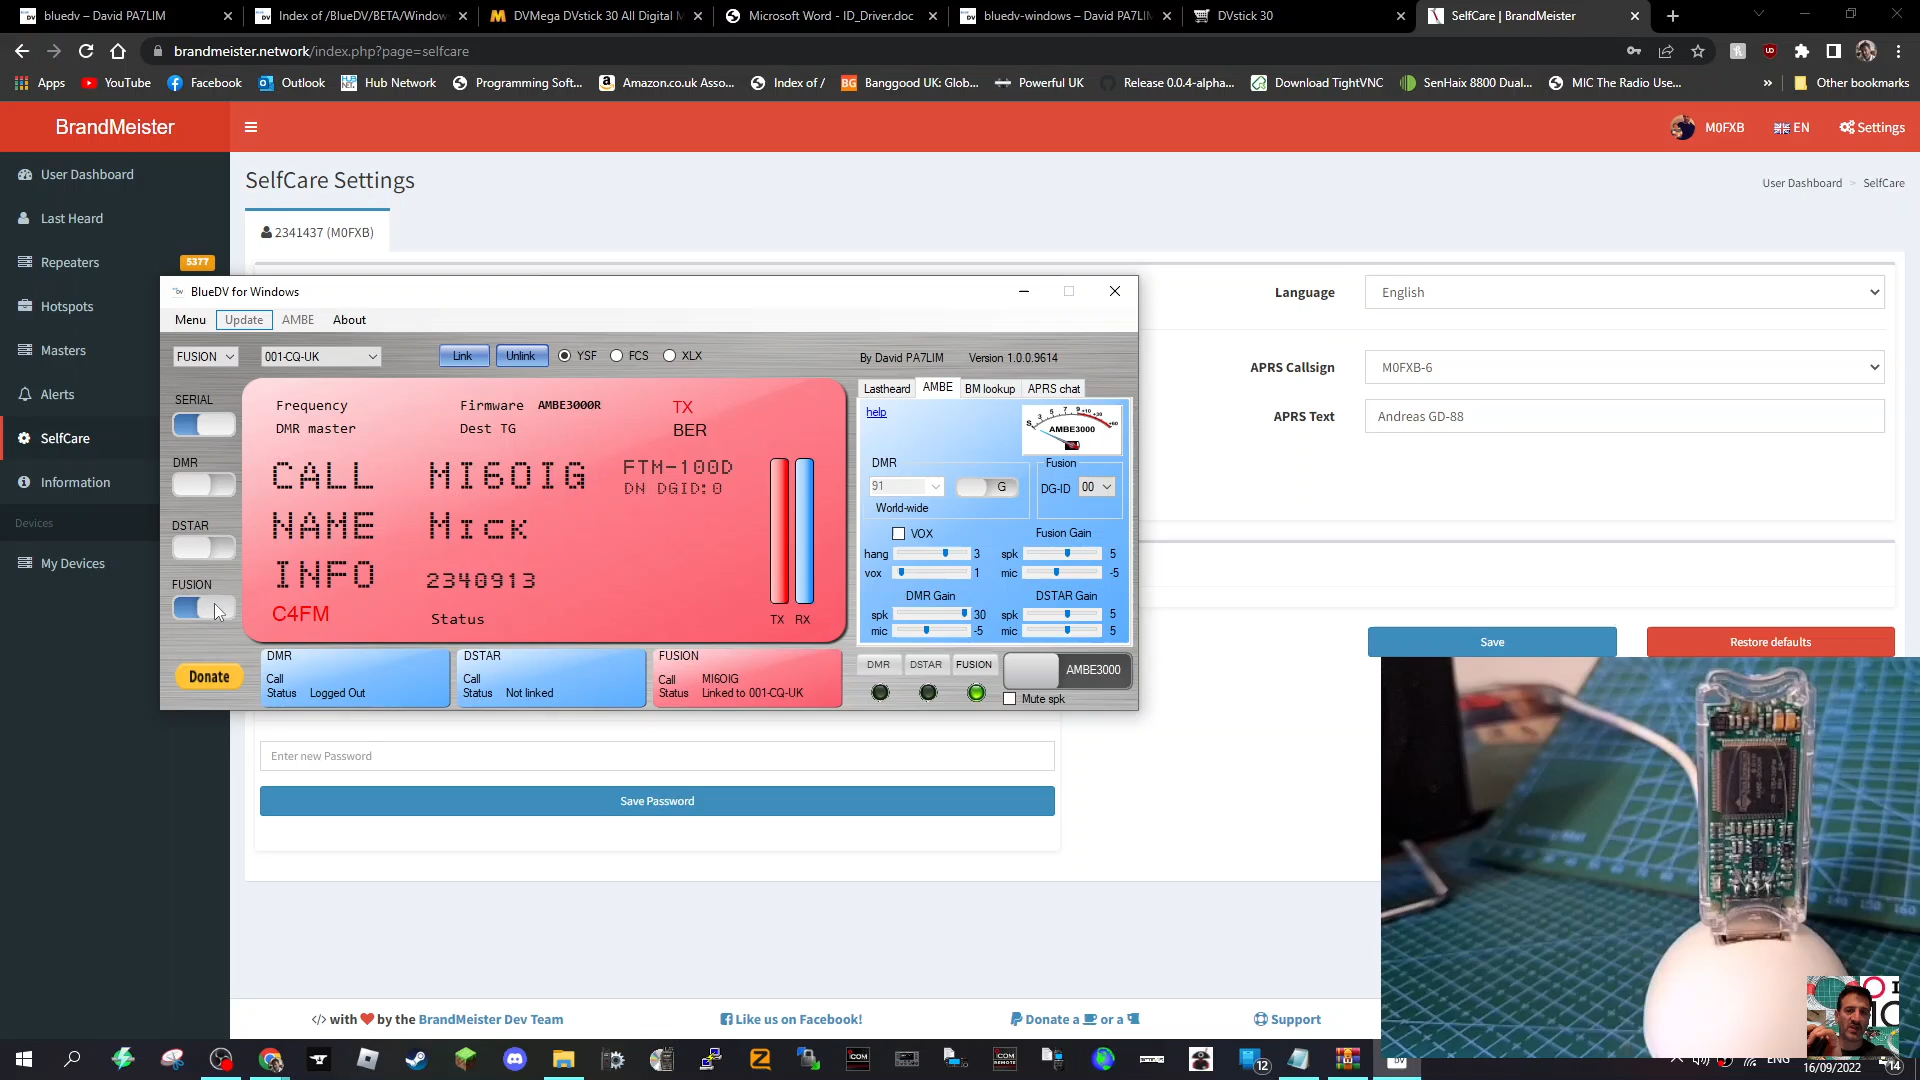 bluedv – David PA7LIM
Index of /BlueDV/BETA/Window
DVMega DVstick 30 All Digital M
Microsoft Word - ID_Driver.doc
bluedv-windows – David PA7LIM
DVstick 30
SelfCare | BrandMeister
brandmeister.network/index.php?page=selfcare
Apps
YouTube
Facebook
Outlook
Hub Network
Programming Soft...
Amazon.co.uk Asso...
Index of /
Banggood UK: Glob...
Powerful UK
Release 0.0.4-alpha...
Download TightVNC
SenHaix 8800 Dual...
MIC The Radio Use...
»
Other bookmarks
BrandMeister
M0FXB
EN
Settings
User Dashboard
Last Heard
Repeaters
5377
Hotspots
Masters
Alerts
SelfCare
Information
Devices
My Devices
SelfCare Settings
User Dashboard > SelfCare
2341437 (M0FXB)
Language
English
APRS Callsign
M0FXB-6
APRS Text
Andreas GD-88
Save
Restore defaults
BlueDV for Windows
Menu
Update
AMBE
About
FUSION
001-CQ-UK
Link
Unlink
YSF
FCS
XLX
By David PA7LIM
Version 1.0.0.9614
SERIAL
DMR
DSTAR
FUSION
Donate
Frequency
Firmware AMBE3000R
TX
DMR master
Dest TG
BER
CALL MI6OIG
FTM-100D
DN DGID:0
NAME Mick
INFO 2340913
C4FM
Status
TX RX
Lastheard
AMBE
BM lookup
APRS chat
help
S 3 5 7 9 +10 +30 +60
AMBE3000
DMR
91
G
World-wide
Fusion
DG-ID 00
VOX
Fusion Gain
hang 3
spk 5
vox 1
mic -5
DMR Gain
DSTAR Gain
spk 30
spk 5
mic -5
mic 5
DMR
Call
Status Logged Out
DSTAR
Call
Status Not linked
FUSION
Call MI6OIG
Status Linked to 001-CQ-UK
DMR
DSTAR
FUSION
AMBE3000
Mute spk
Enter new Password
Save Password
</> with ❤ by the BrandMeister Dev Team
Like us on Facebook!
Donate a or a
Support
12
ENG
16/09/2022
14